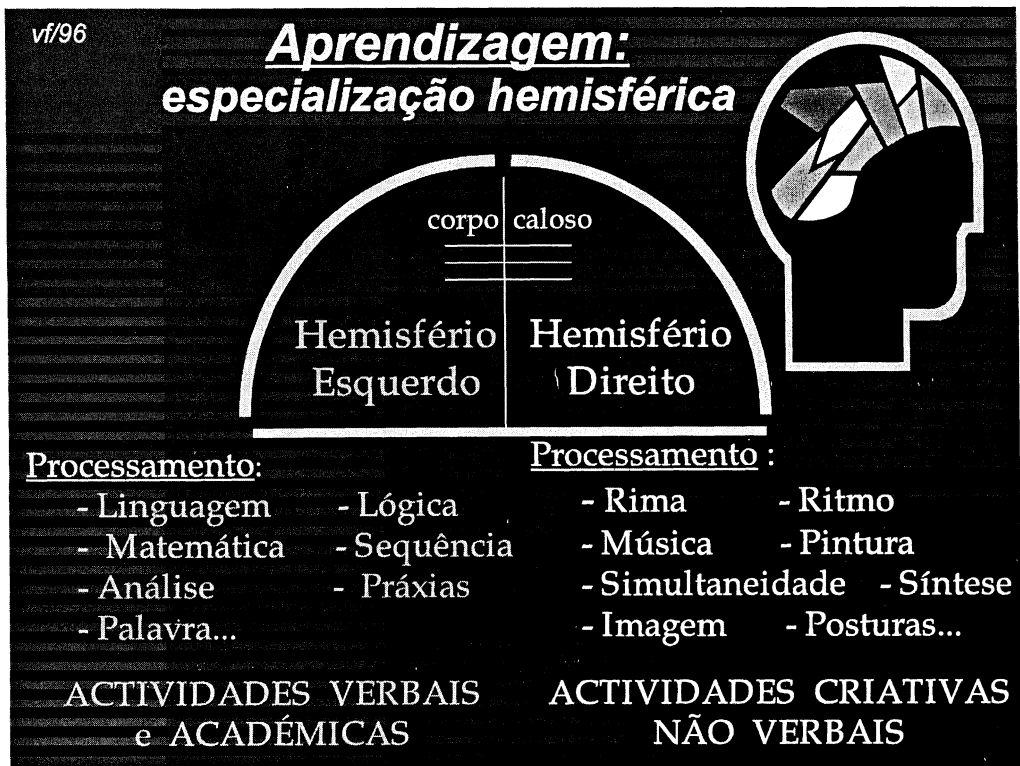 vf/96
Aprendizagem:
especialização hemisférica
corpo caloso
Hemisfério
Esquerdo
Hemisfério
Direito
Processamento:
- Linguagem - Lógica
- Matemática - Sequência
- Análise - Práxias
- Palavra...
ACTIVIDADES VERBAIS
e ACADÉMICAS
Processamento :
- Rima - Ritmo
- Música - Pintura
- Simultaneidade - Síntese
- Imagem - Posturas...
ACTIVIDADES CRIATIVAS
NÃO VERBAIS